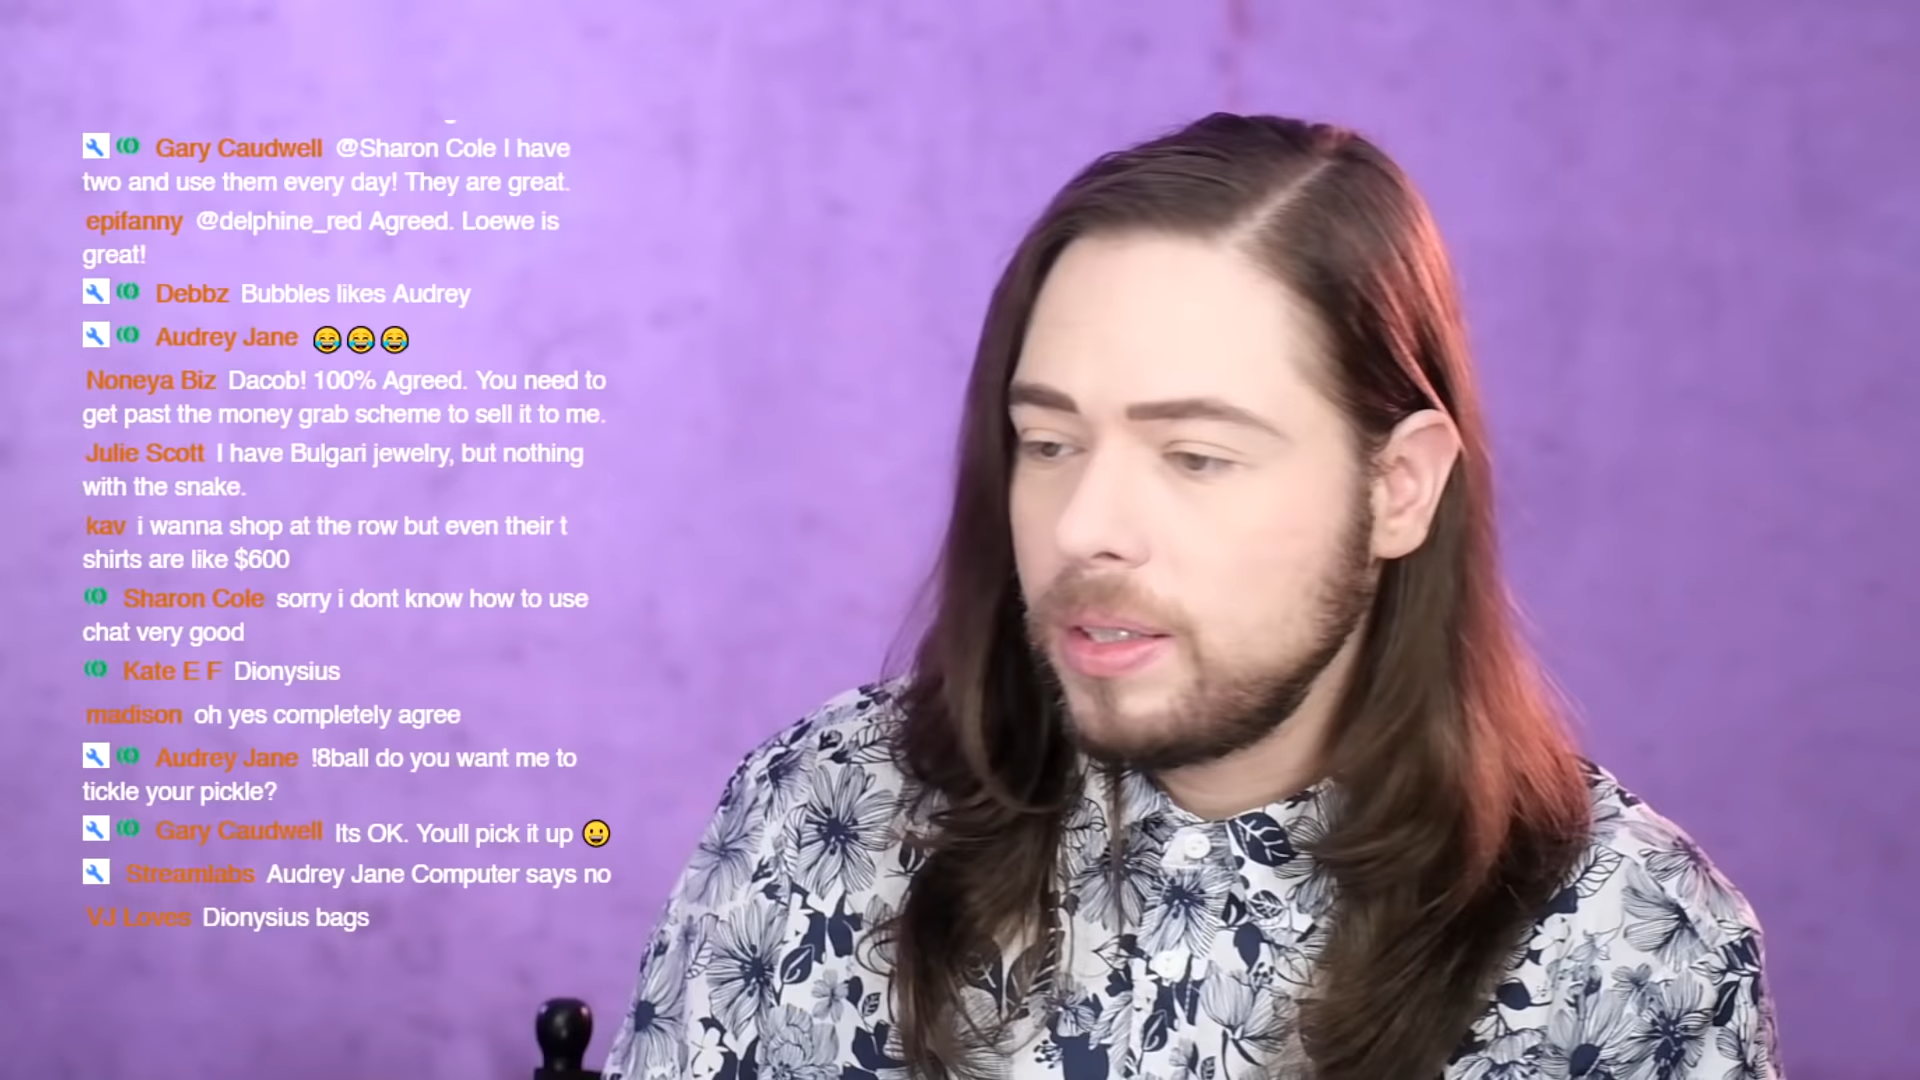 Gary Caudwell @Sharon Cole I have
two and use them every day! They are great.
epifanny @delphine_red Agreed. Loewe is
great!
Debbz Bubbles likes Audrey
Audrey Jane 😂😂😂
Noneya Biz Dacob! 100% Agreed. You need to
get past the money grab scheme to sell it to me.
Julie Scott I have Bulgari jewelry, but nothing
with the snake.
kav i wanna shop at the row but even their t
shirts are like $600
Sharon Cole sorry i dont know how to use
chat very good
Kate E F Dionysius
madison oh yes completely agree
Audrey Jane !8ball do you want me to
tickle your pickle?
Gary Caudwell Its OK. Youll pick it up 😀
Streamlabs Audrey Jane Computer says no
VJ Loves Dionysius bags